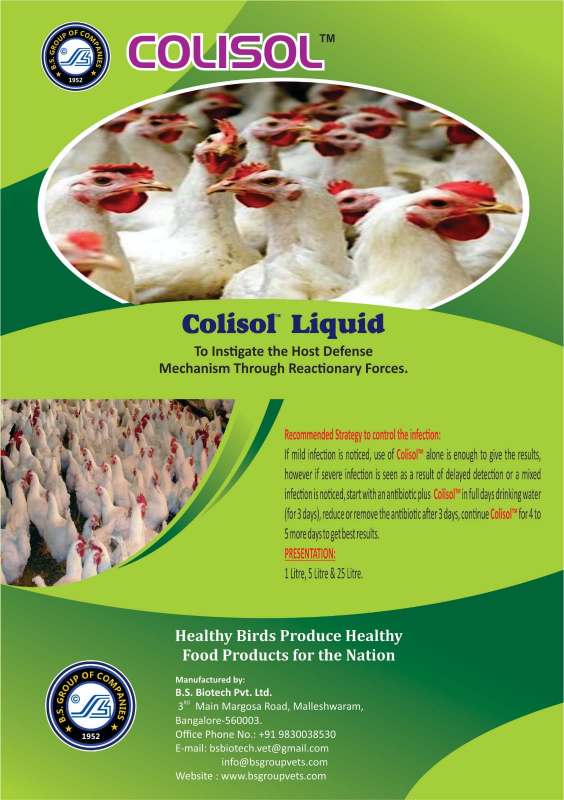 B.S. GROUP OF COMPANIES
©
1952
COLISOL™
Colisol™ Liquid
To Instigate the Host Defense
Mechanism Through Reactionary Forces.
Recommended Strategy to control the infection:
If mild infection is noticed, use of Colisol™ alone is enough to give the results,
however if severe infection is seen as a result of delayed detection or a mixed
infection is noticed, start with an antibiotic plus Colisol™ in full days drinking water
(for 3 days), reduce or remove the antibiotic after 3 days, continue Colisol™ for 4 to
5 more days to get best results.
PRESENTATION:
1 Litre, 5 Litre & 25 Litre.
Healthy Birds Produce Healthy
Food Products for the Nation
B.S. GROUP OF COMPANIES
©
1952
Manufactured by:
B.S. Biotech Pvt. Ltd.
3RD Main Margosa Road, Malleshwaram,
Bangalore-560003.
Office Phone No.: +91 9830038530
E-mail: bsbiotech.vet@gmail.com
info@bsgroupvets.com
Website : www.bsgroupvets.com